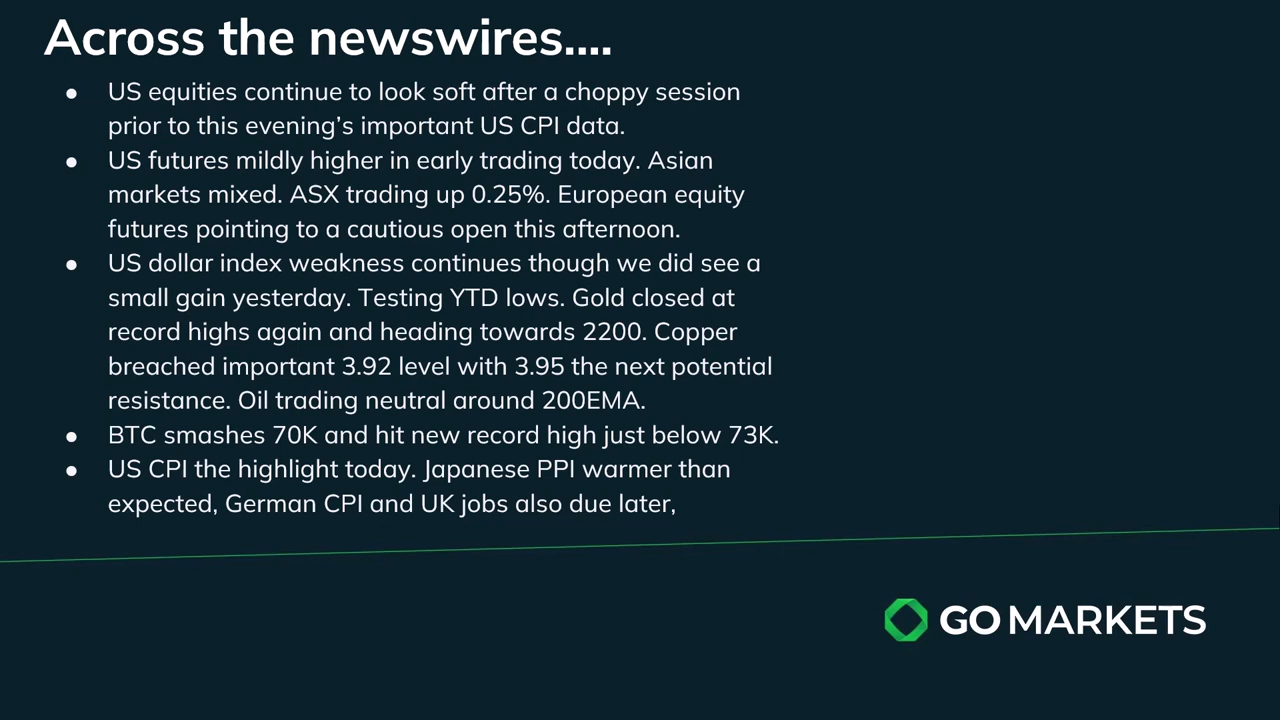 Across the newswires....
● US equities continue to look soft after a choppy session
prior to this evening’s important US CPI data.
● US futures mildly higher in early trading today. Asian
markets mixed. ASX trading up 0.25%. European equity
futures pointing to a cautious open this afternoon.
● US dollar index weakness continues though we did see a
small gain yesterday. Testing YTD lows. Gold closed at
record highs again and heading towards 2200. Copper
breached important 3.92 level with 3.95 the next potential
resistance. Oil trading neutral around 200EMA.
● BTC smashes 70K and hit new record high just below 73K.
● US CPI the highlight today. Japanese PPI warmer than
expected, German CPI and UK jobs also due later,
GO MARKETS